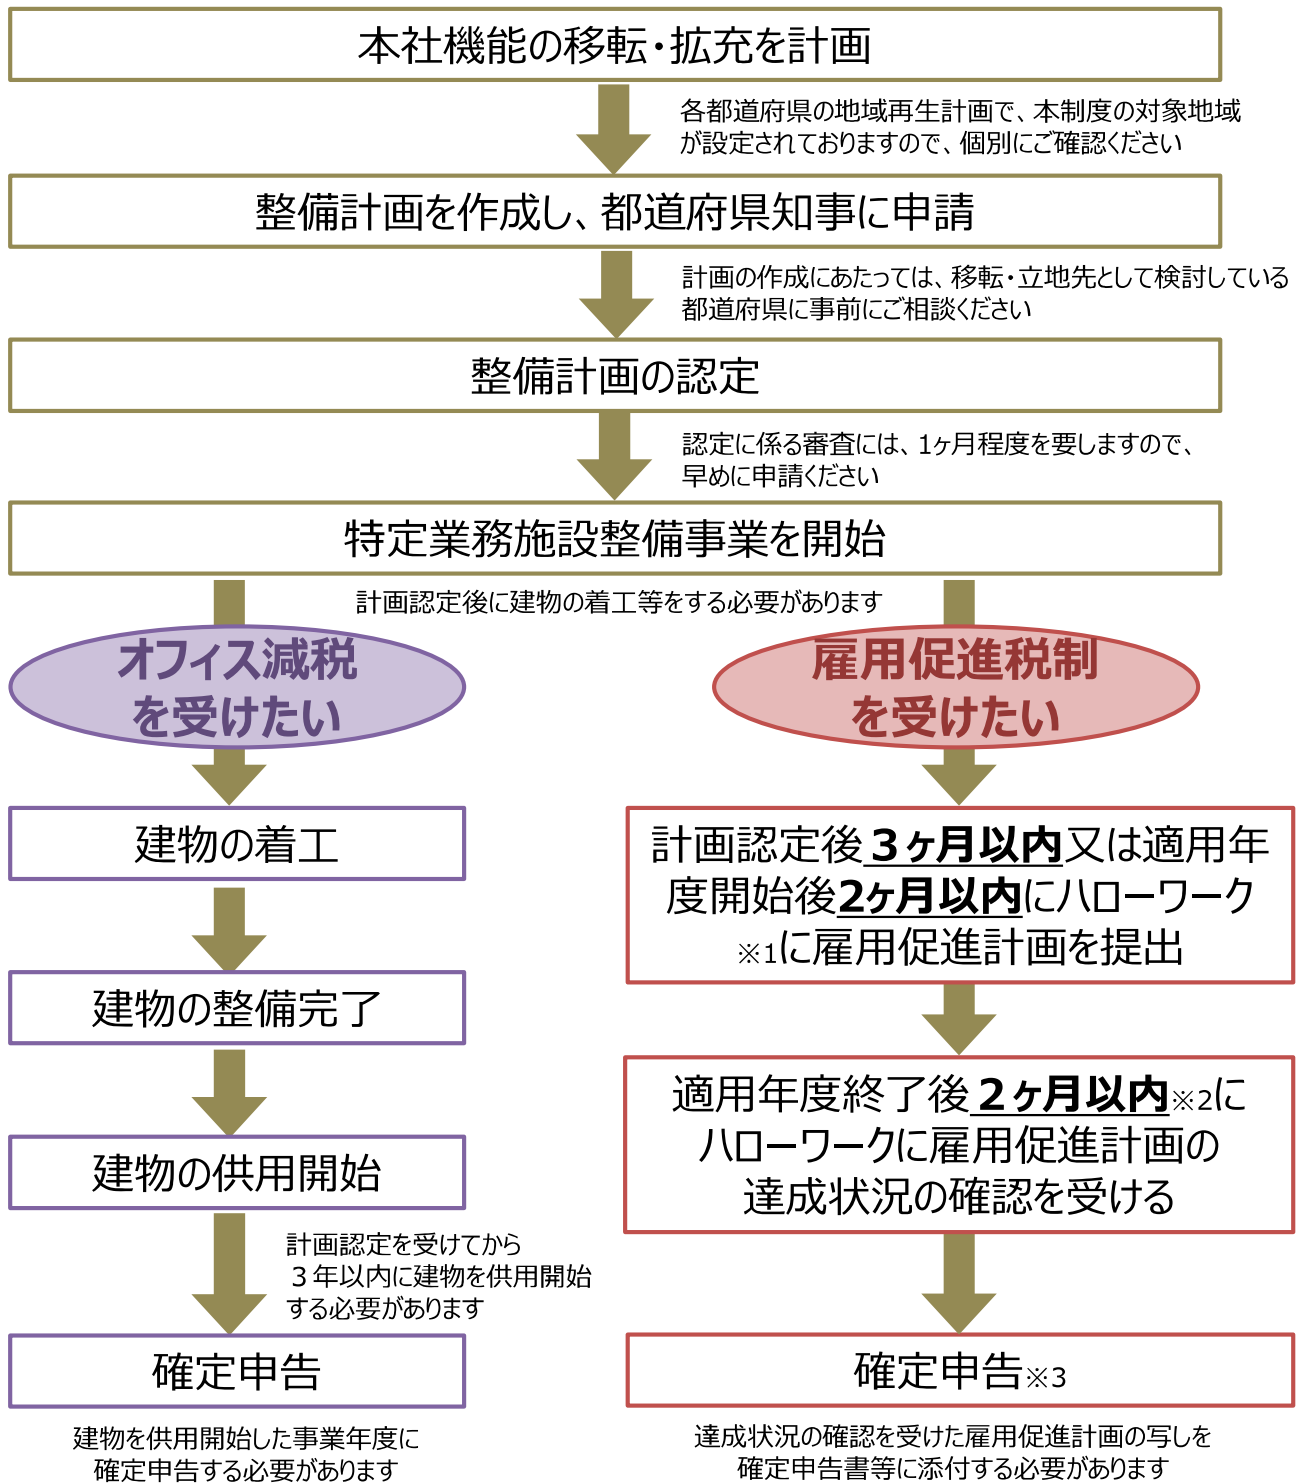 本社機能の移転・拡充を計画
各都道府県の地域再生計画で、本制度の対象地域
が設定されておりますので、個別にご確認ください
整備計画を作成し、都道府県知事に申請
計画の作成にあたっては、移転・立地先として検討している
都道府県に事前にご相談ください
整備計画の認定
認定に係る審査には、1ヶ月程度を要しますので、
早めに申請ください
特定業務施設整備事業を開始
計画認定後に建物の着工等をする必要があります
オフィス減税
を受けたい
建物の着工
建物の整備完了
建物の供用開始
計画認定を受けてから
３年以内に建物を供用開始
する必要があります
確定申告
建物を供用開始した事業年度に
確定申告する必要があります
雇用促進税制
を受けたい
計画認定後３ヶ月以内又は適用年
度開始後2ヶ月以内にハローワーク
※1に雇用促進計画を提出
適用年度終了後２ヶ月以内※2に
ハローワークに雇用促進計画の
達成状況の確認を受ける
確定申告※3
達成状況の確認を受けた雇用促進計画の写しを
確定申告書等に添付する必要があります